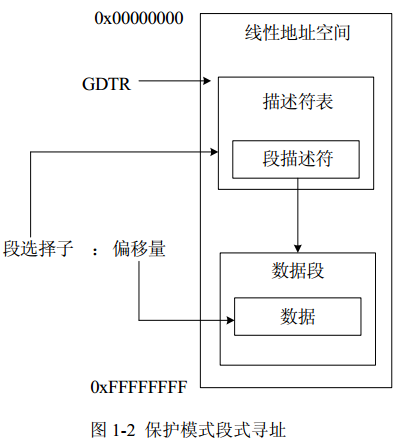 0x00000000
线性地址空间
GDTR
描述符表
段描述符
段选择子 : 偏移量
数据段
数据
0xFFFFFFFF
图 1-2 保护模式段式寻址